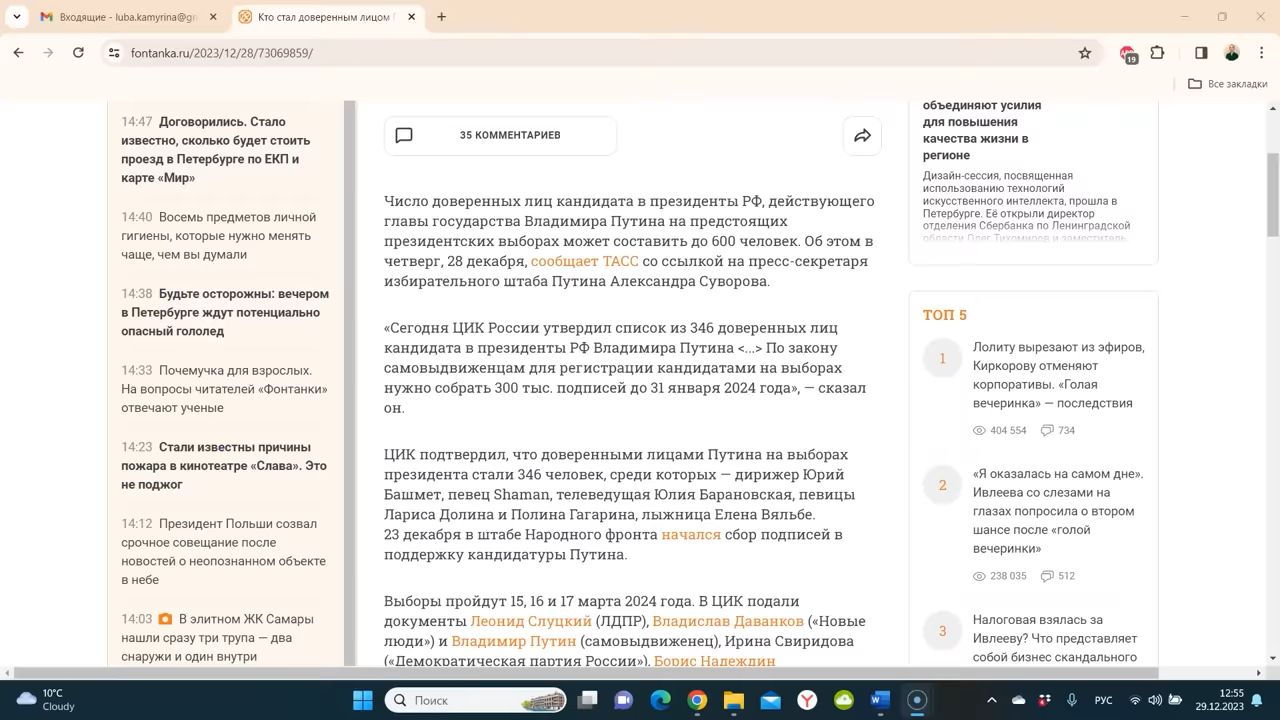 Входящие - luba.kamyrina@g
Кто стал доверенным лицом
fontanka.ru/2023/12/28/73069859/
19
Все закладки
14:47 Договорились. Стало
известно, сколько будет стоить
проезд в Петербурге по ЕКП и
карте «Мир»
14:40 Восемь предметов личной
гигиены, которые нужно менять
чаще, чем вы думали
14:38 Будьте осторожны: вечером
в Петербурге ждут потенциально
опасный гололед
14:33 Почемучка для взрослых.
На вопросы читателей «Фонтанки»
отвечают ученые
14:23 Стали известны причины
пожара в кинотеатре «Слава». Это
не поджог
14:12 Президент Польши созвал
срочное совещание после
новостей о неопознанном объекте
в небе
14:03 В элитном ЖК Самары
нашли сразу три трупа — два
снаружи и один внутри
35 КОММЕНТАРИЕВ
Число доверенных лиц кандидата в президенты РФ, действующего
главы государства Владимира Путина на предстоящих
президентских выборах может составить до 600 человек. Об этом в
четверг, 28 декабря, сообщает ТАСС со ссылкой на пресс-секретаря
избирательного штаба Путина Александра Суворова.
«Сегодня ЦИК России утвердил список из 346 доверенных лиц
кандидата в президенты РФ Владимира Путина <...> По закону
самовыдвиженцам для регистрации кандидатами на выборах
нужно собрать 300 тыс. подписей до 31 января 2024 года», — сказал
он.
ЦИК подтвердил, что доверенными лицами Путина на выборах
президента стали 346 человек, среди которых — дирижер Юрий
Башмет, певец Shaman, телеведущая Юлия Барановская, певицы
Лариса Долина и Полина Гагарина, лыжница Елена Вяльбе.
23 декабря в штабе Народного фронта начался сбор подписей в
поддержку кандидатуры Путина.
Выборы пройдут 15, 16 и 17 марта 2024 года. В ЦИК подали
документы Леонид Слуцкий (ЛДПР), Владислав Даванков («Новые
люди») и Владимир Путин (самовыдвиженец), Ирина Свиридова
(«Демократическая партия России»), Борис Надеждин
объединяют усилия
для повышения
качества жизни в
регионе
Дизайн-сессия, посвященная
использованию технологий
искусственного интеллекта, прошла в
Петербурге. Её открыли директор
отделения Сбербанка по Ленинградской
области Олег Тихомиров и заместитель
ТОП 5
1
Лолиту вырезают из эфиров,
Киркорову отменяют
корпоративы. «Голая
вечеринка» — последствия
404 554 734
2
«Я оказалась на самом дне».
Ивлеева со слезами на
глазах попросила о втором
шансе после «голой
вечеринки»
238 035 512
3
Налоговая взялась за
Ивлееву? Что представляет
собой бизнес скандального
10°C
Cloudy
Поиск
РУС
12:55
29.12.2023